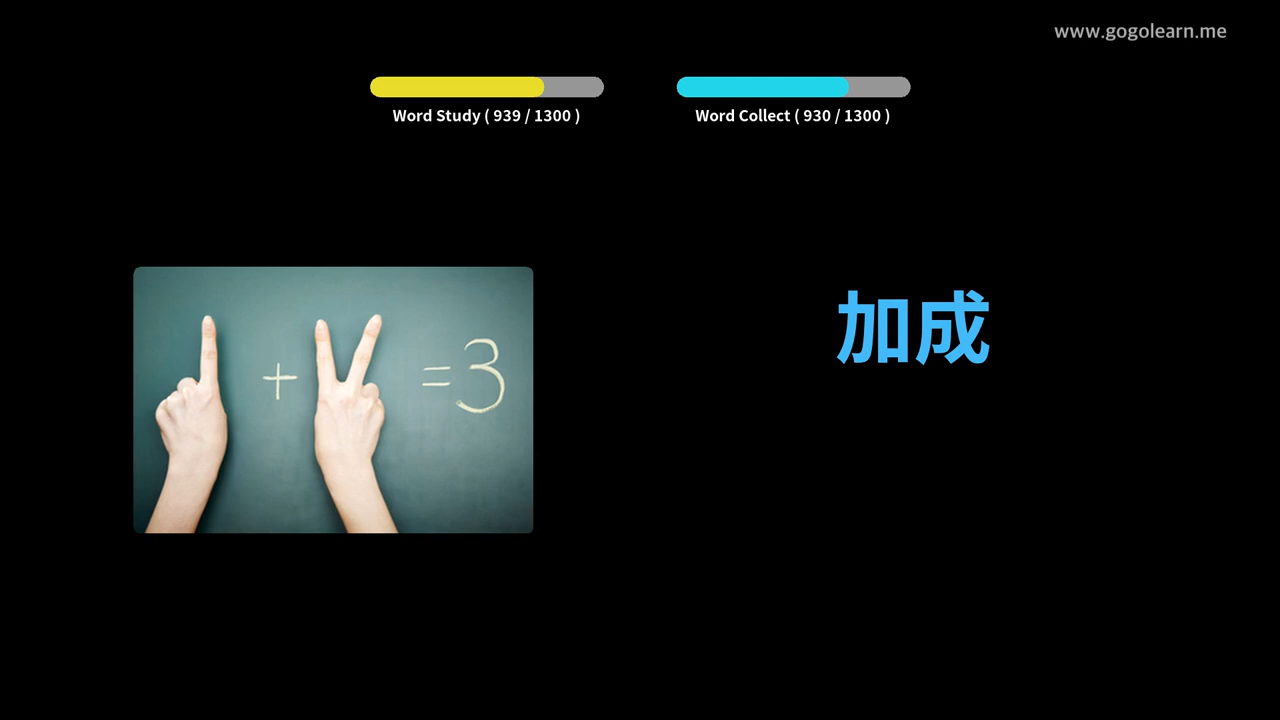 www.gogolearn.me
Word Study ( 939 / 1300 )
Word Collect ( 930 / 1300 )
+ = 3
加成